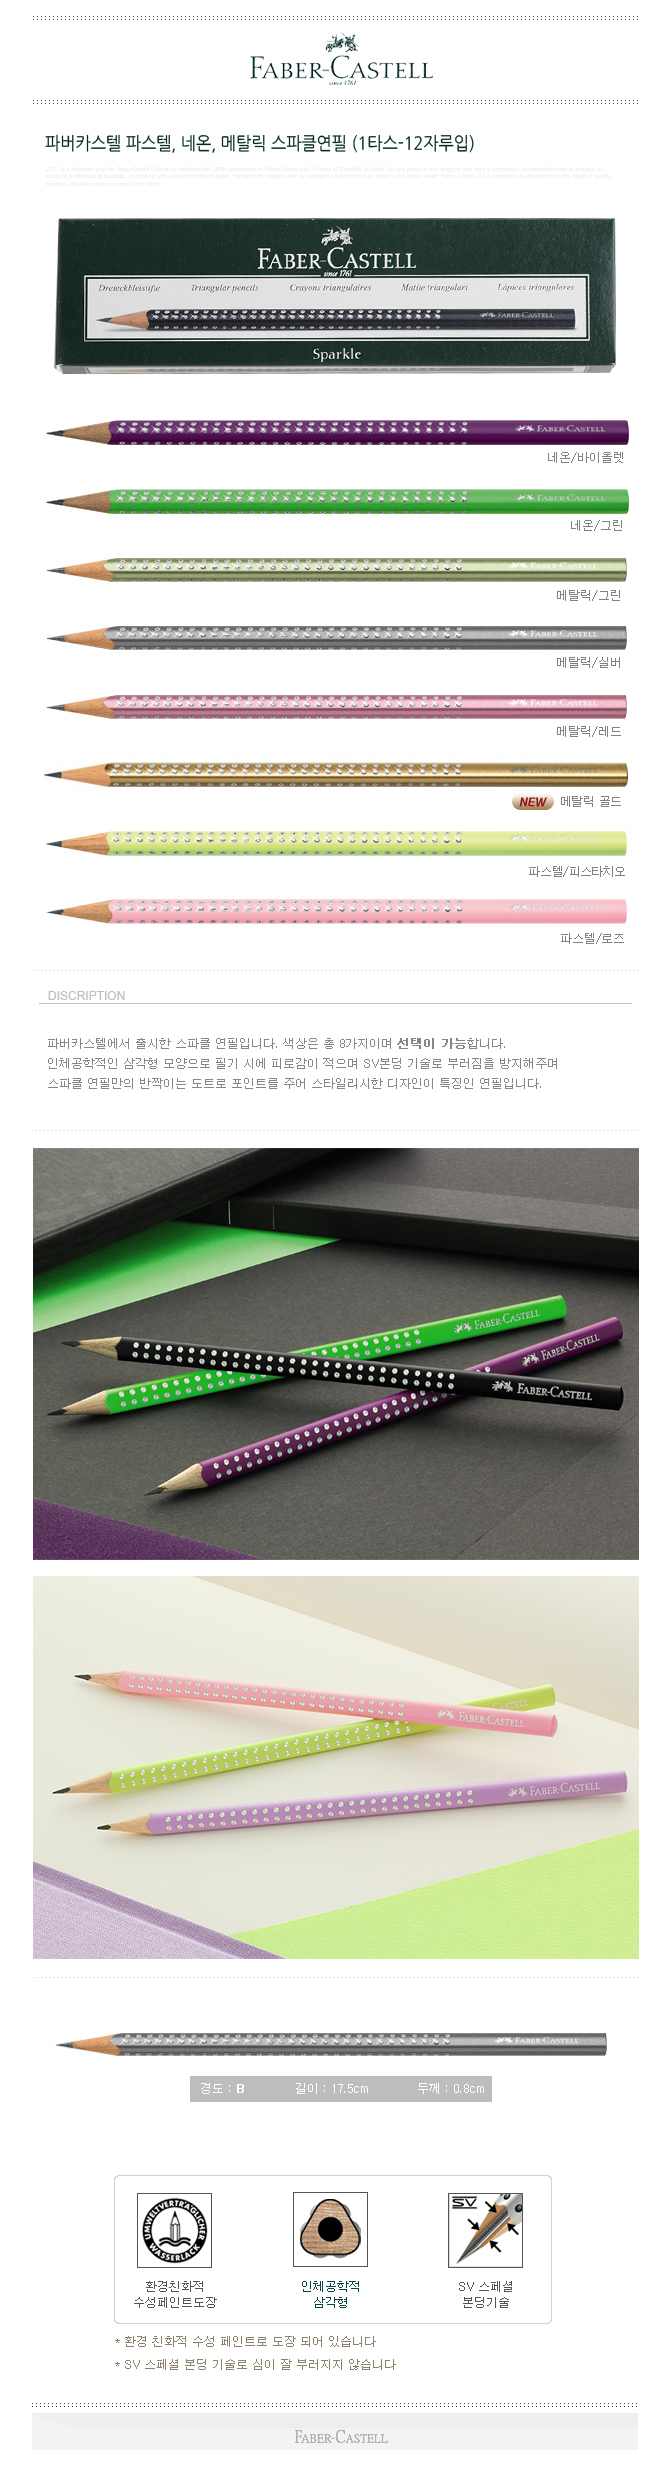 FABER-CASTELL
since 1761
파버카스텔 파스텔, 네온, 메탈릭 스파클연필 (1타스-12자루입)
FABER-CASTELL
since 1761
Dreieckbleistifte Triangular pencils Crayons triangulaires Matite triangolari Lápices triangulares
FABER-CASTELL
Sparkle
FABER-CASTELL
네온/바이올렛
FABER-CASTELL
네온/그린
FABER-CASTELL
메탈릭/그린
FABER-CASTELL
메탈릭/실버
FABER-CASTELL
메탈릭/레드
FABER-CASTELL
NEW 메탈릭 골드
FABER-CASTELL
파스텔/피스타치오
FABER-CASTELL
파스텔/로즈
DISCRIPTION
파버카스텔에서 출시한 스파클 연필입니다. 색상은 총 8가지이며 선택이 가능합니다.
인체공학적인 삼각형 모양으로 필기 시에 피로감이 적으며 SV본딩 기술로 부러짐을 방지해주며
스파클 연필만의 반짝이는 도트로 포인트를 주어 스타일리시한 디자인이 특징인 연필입니다.
FABER-CASTELL
FABER-CASTELL
FABER-CASTELL
FABER-CASTELL
FABER-CASTELL
FABER-CASTELL
경도 : B 길이 : 17.5cm 두께 : 0.8cm
UMWELTVERTRÄGLICHER WASSERLACK
SV
환경친화적 인체공학적 SV 스페셜
수성페인트도장 삼각형 본딩기술
* 환경 친화적 수성 페인트로 도장 되어 있습니다
* SV 스페셜 본딩 기술로 심이 잘 부러지지 않습니다
FABER-CASTELL